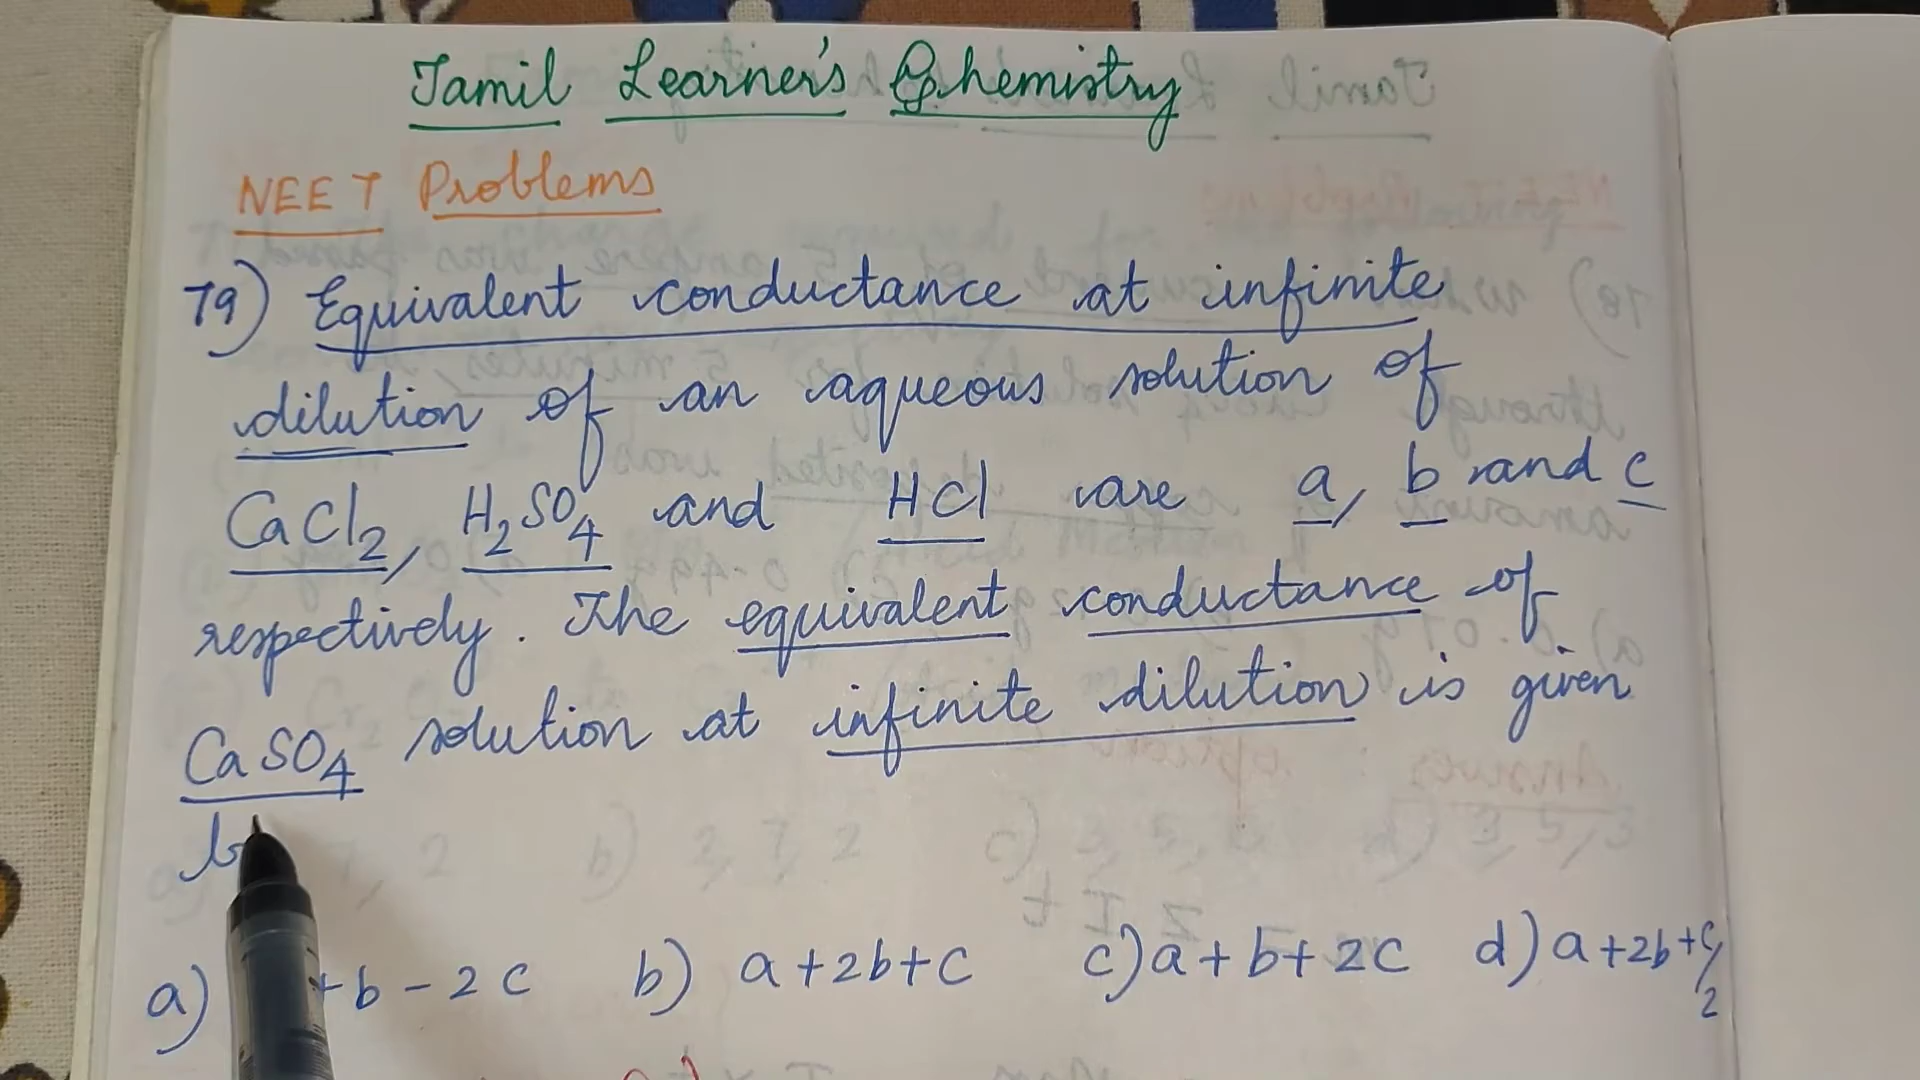 Tamil Learner's Chemistry
NEET Problems
79) Equivalent conductance at infinite
dilution of an aqueous solution of
CaCl2, H2SO4 and HCl are a, b and c
respectively. The equivalent conductance of
CaSO4 solution at infinite dilution is given
a) +b-2c b) a+2b+c c) a+b+2c d) a+2b+c/2